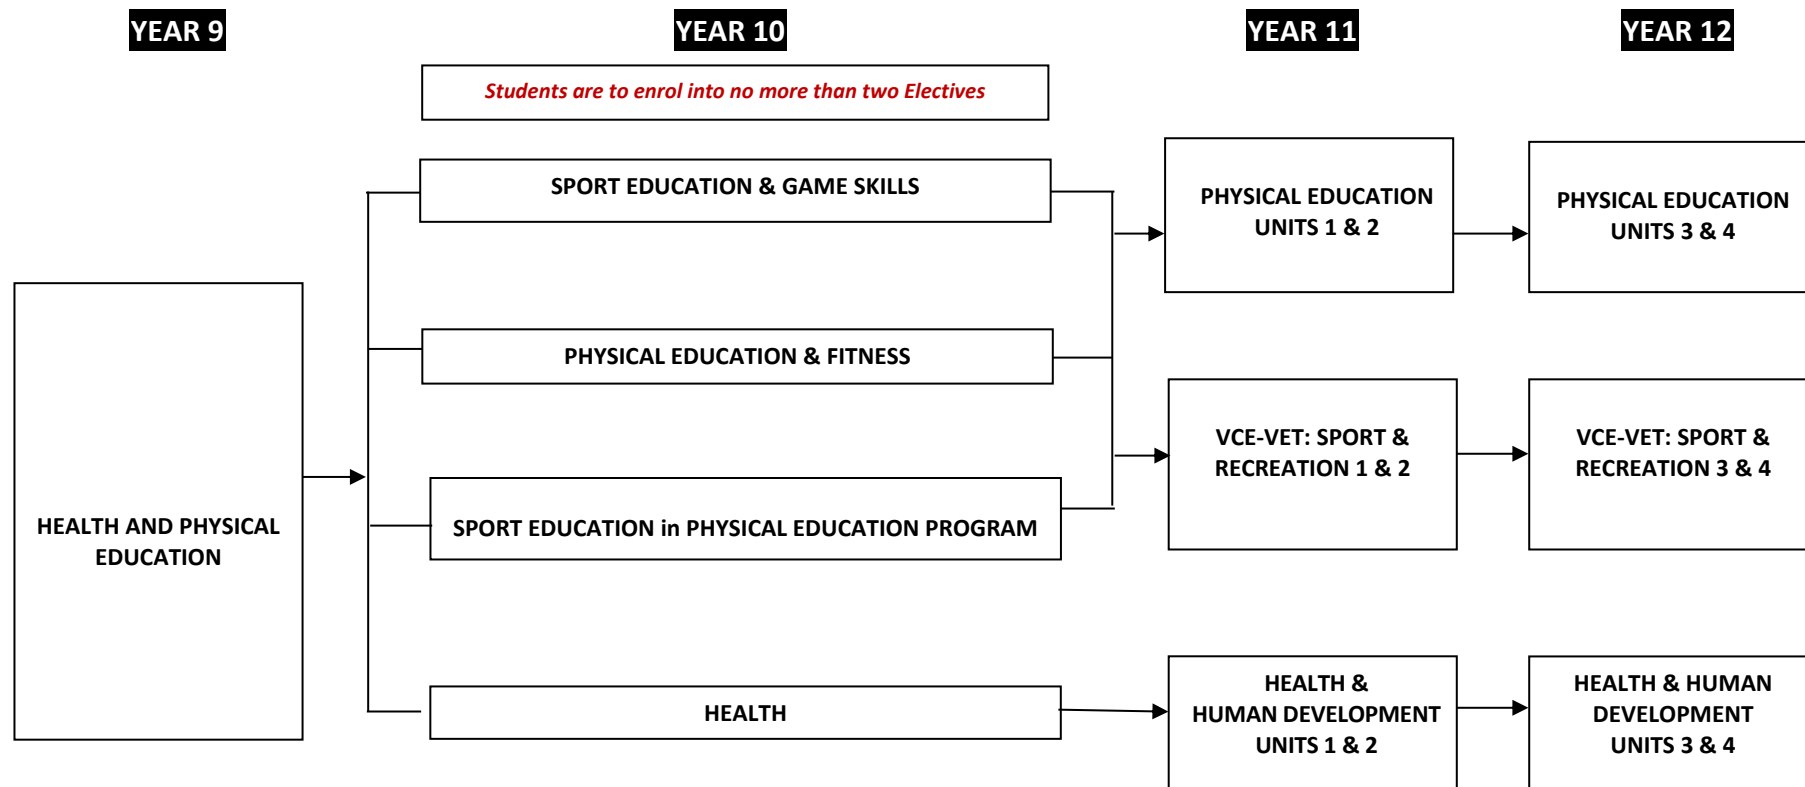 YEAR 9
YEAR 10
YEAR 11
YEAR 12
Students are to enrol into no more than two Electives
SPORT EDUCATION & GAME SKILLS
PHYSICAL EDUCATION
UNITS 1 & 2
PHYSICAL EDUCATION
UNITS 3 & 4
PHYSICAL EDUCATION & FITNESS
VCE-VET: SPORT &
RECREATION 1 & 2
VCE-VET: SPORT &
RECREATION 3 & 4
HEALTH AND PHYSICAL
EDUCATION
SPORT EDUCATION in PHYSICAL EDUCATION PROGRAM
HEALTH
HEALTH &
HUMAN DEVELOPMENT
UNITS 1 & 2
HEALTH & HUMAN
DEVELOPMENT
UNITS 3 & 4